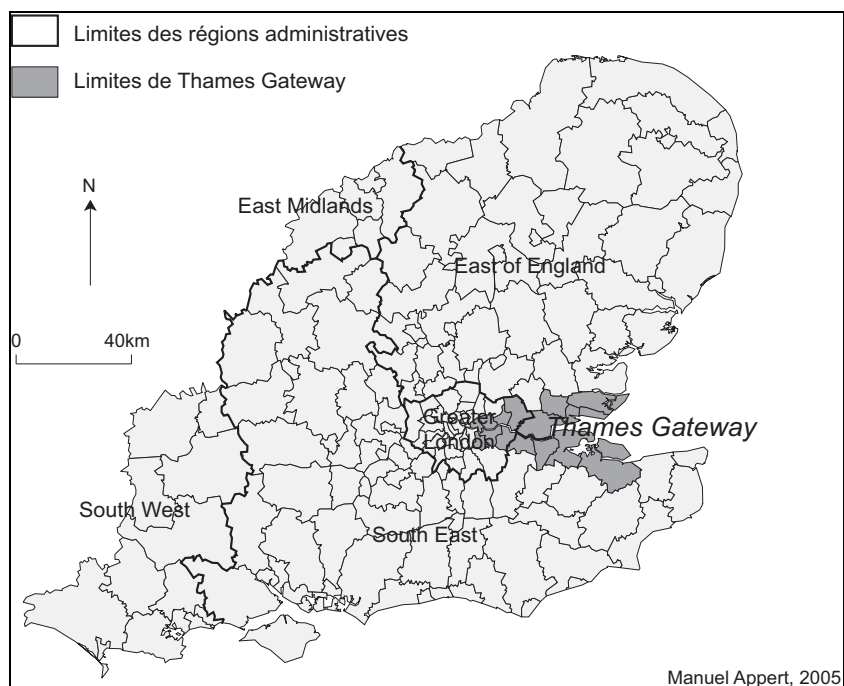 Limites des régions administratives
Limites de Thames Gateway
N
East Midlands
East of England
0 40km
Greater
London
Thames Gateway
South West
South East
Manuel Appert, 2005